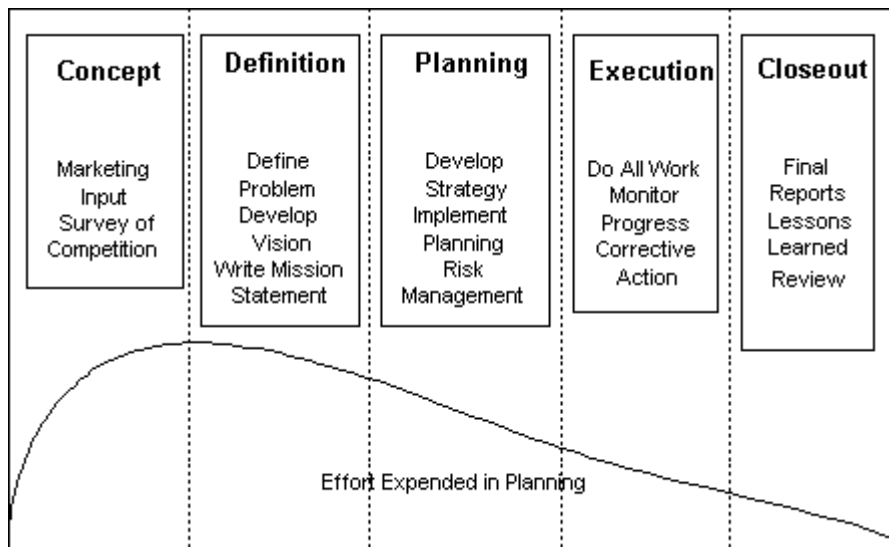 Concept
Marketing
Input
Survey of
Competition
Definition
Define
Problem
Develop
Vision
Write Mission
Statement
Planning
Develop
Strategy
Implement
Planning
Risk
Management
Execution
Do All Work
Monitor
Progress
Corrective
Action
Closeout
Final
Reports
Lessons
Learned
Review
Effort Expended in Planning